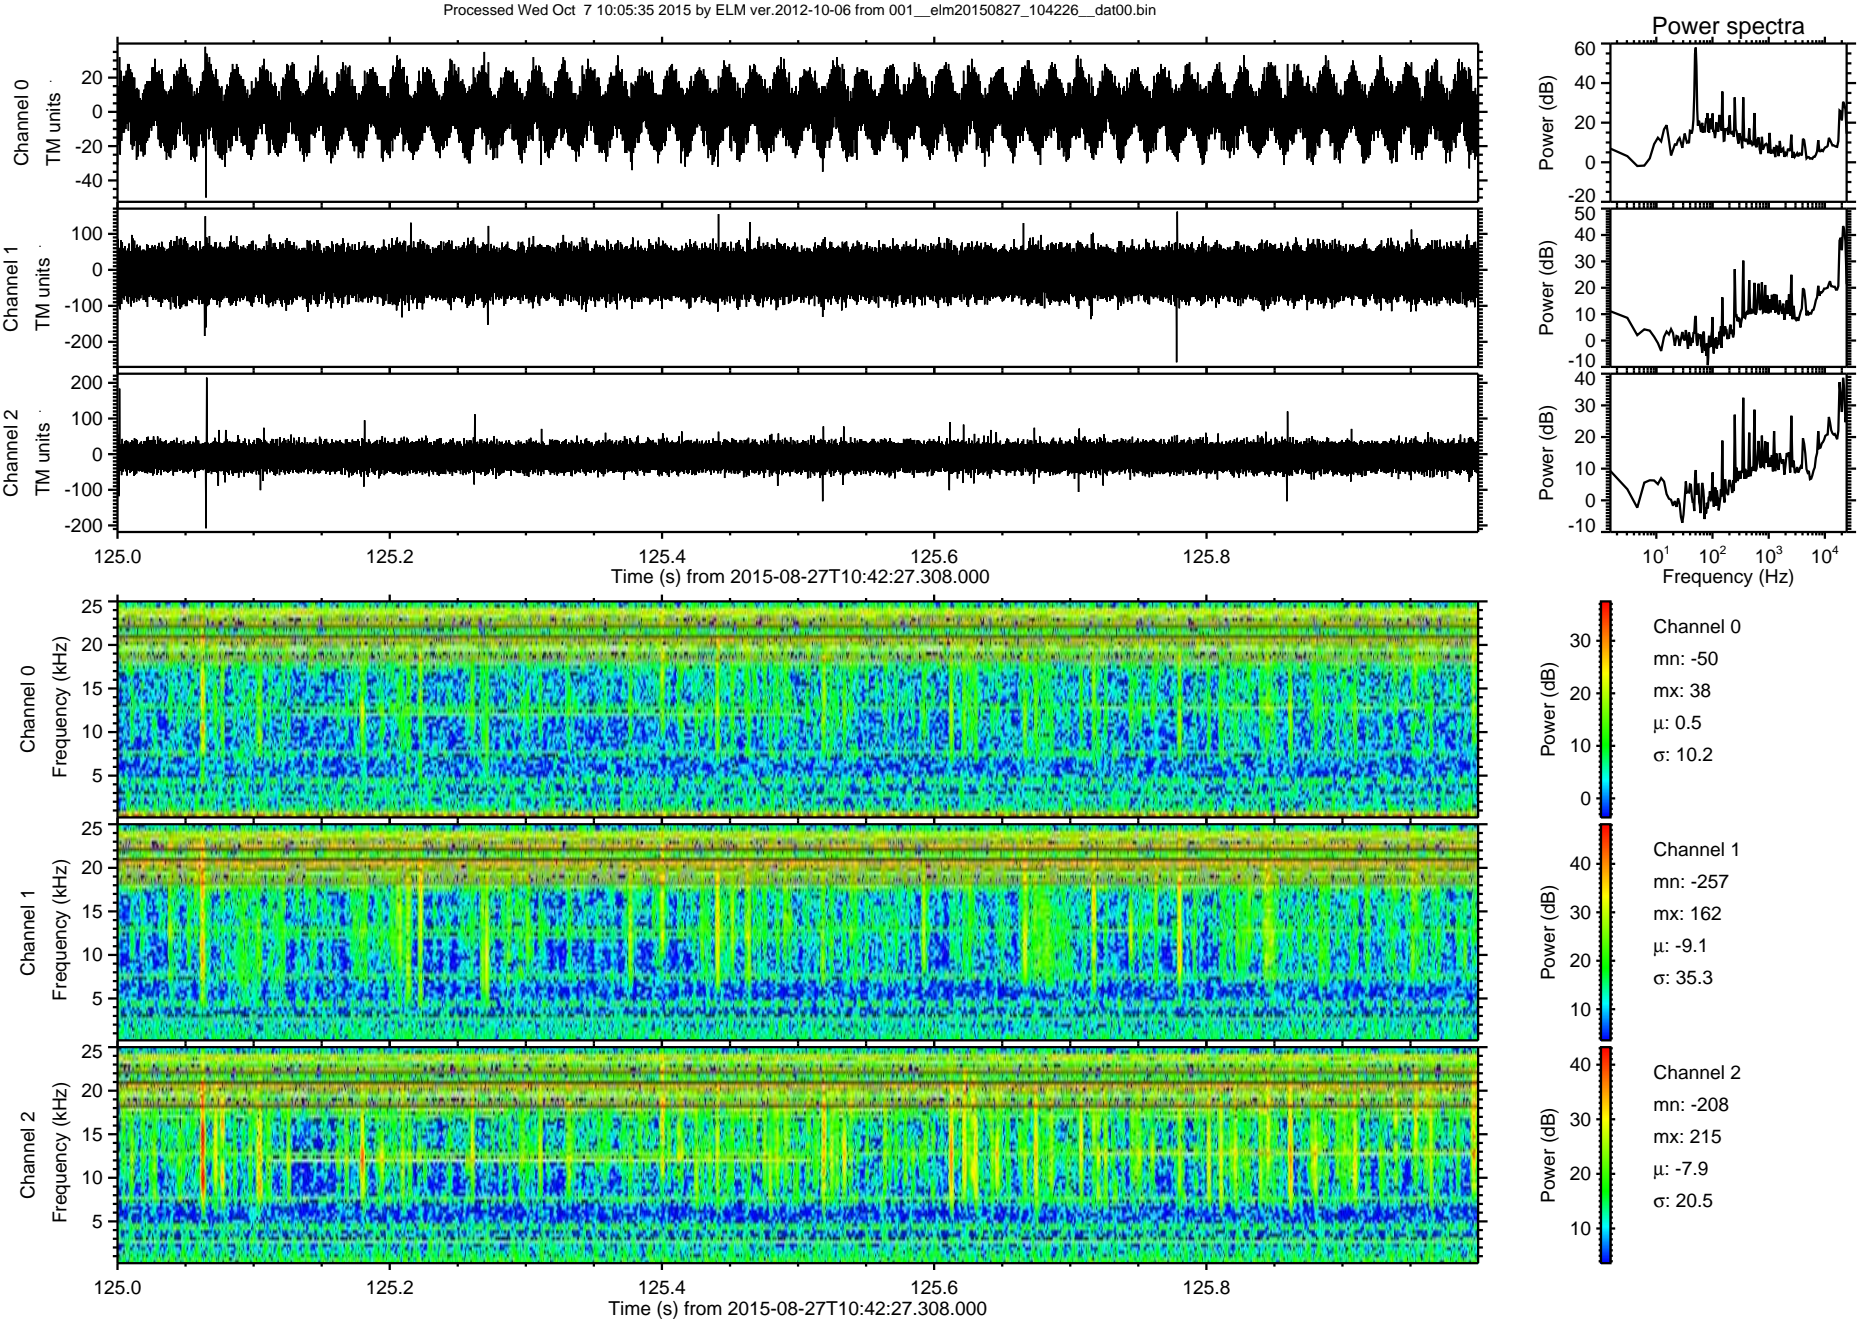 Processed Wed Oct 7 10:05:35 2015 by ELM ver.2012-10-06 from 001__elm20150827_104226__dat00.bin
Power spectra
Channel 0
TM units
20
0
-20
-40
Power (dB)
60
40
20
0
-20
Channel 1
TM units
100
0
-100
-200
Power (dB)
50
40
30
20
10
0
-10
Channel 2
TM units
200
100
0
-100
-200
Power (dB)
40
30
20
10
0
-10
125.0 125.2 125.4 125.6 125.8
Time (s) from 2015-08-27T10:42:27.308.000
10^1 10^2 10^3 10^4
Frequency (Hz)
Channel 0
Frequency (kHz)
25
20
15
10
5
Power (dB)
30
20
10
0
Channel 0
mn: -50
mx: 38
μ: 0.5
σ: 10.2
Channel 1
Frequency (kHz)
25
20
15
10
5
Power (dB)
40
30
20
10
Channel 1
mn: -257
mx: 162
μ: -9.1
σ: 35.3
Channel 2
Frequency (kHz)
25
20
15
10
5
Power (dB)
40
30
20
10
Channel 2
mn: -208
mx: 215
μ: -7.9
σ: 20.5
125.0 125.2 125.4 125.6 125.8
Time (s) from 2015-08-27T10:42:27.308.000